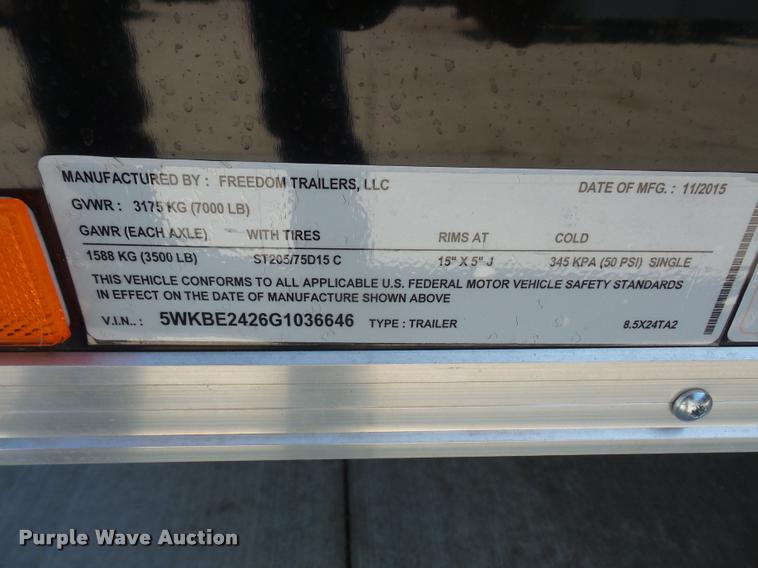 MANUFACTURED BY : FREEDOM TRAILERS, LLC DATE OF MFG. : 11/2015
GVWR : 3175 KG (7000 LB)
GAWR (EACH AXLE) WITH TIRES RIMS AT COLD
1588 KG (3500 LB) ST205/75D15 C 15" X 5" J 345 KPA (50 PSI) SINGLE
THIS VEHICLE CONFORMS TO ALL APPLICABLE U.S. FEDERAL MOTOR VEHICLE SAFETY STANDARDS
IN EFFECT ON THE DATE OF MANUFACTURE SHOWN ABOVE
V.I.N.. : 5WKBE2426G1036646 TYPE : TRAILER 8.5X24TA2
Purple Wave Auction